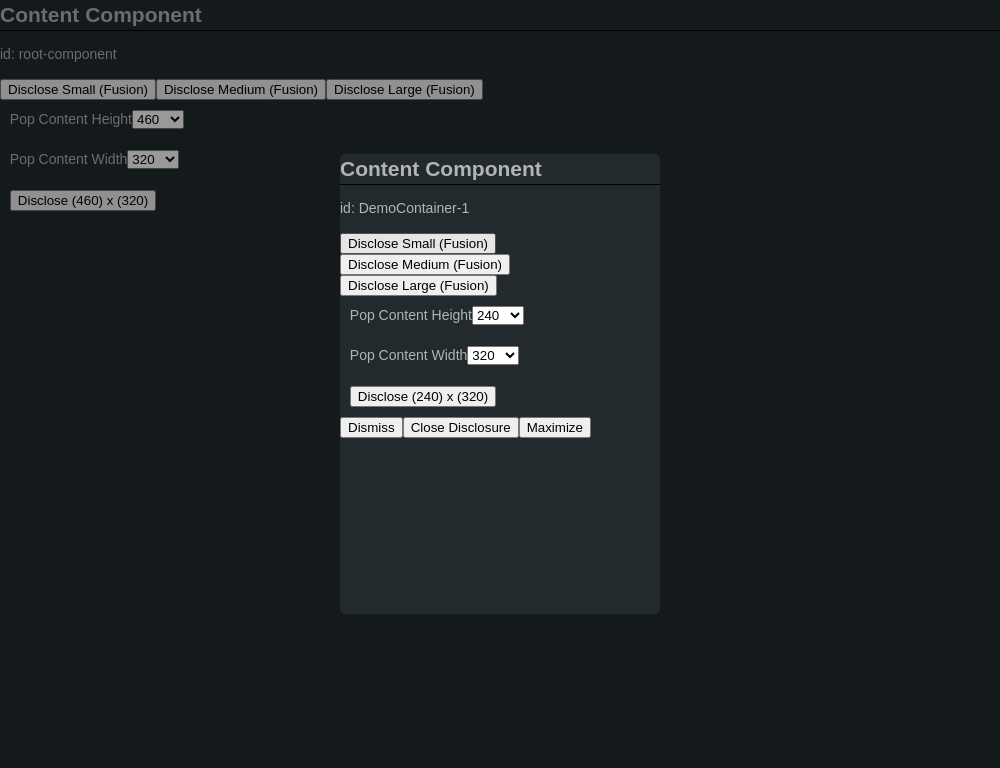 Content Component
id: root-component
Disclose Small (Fusion) Disclose Medium (Fusion) Disclose Large (Fusion)
Pop Content Height 460
Pop Content Width 320
Disclose (460) x (320)
Content Component
id: DemoContainer-1
Disclose Small (Fusion)
Disclose Medium (Fusion)
Disclose Large (Fusion)
Pop Content Height 240
Pop Content Width 320
Disclose (240) x (320)
Dismiss Close Disclosure Maximize